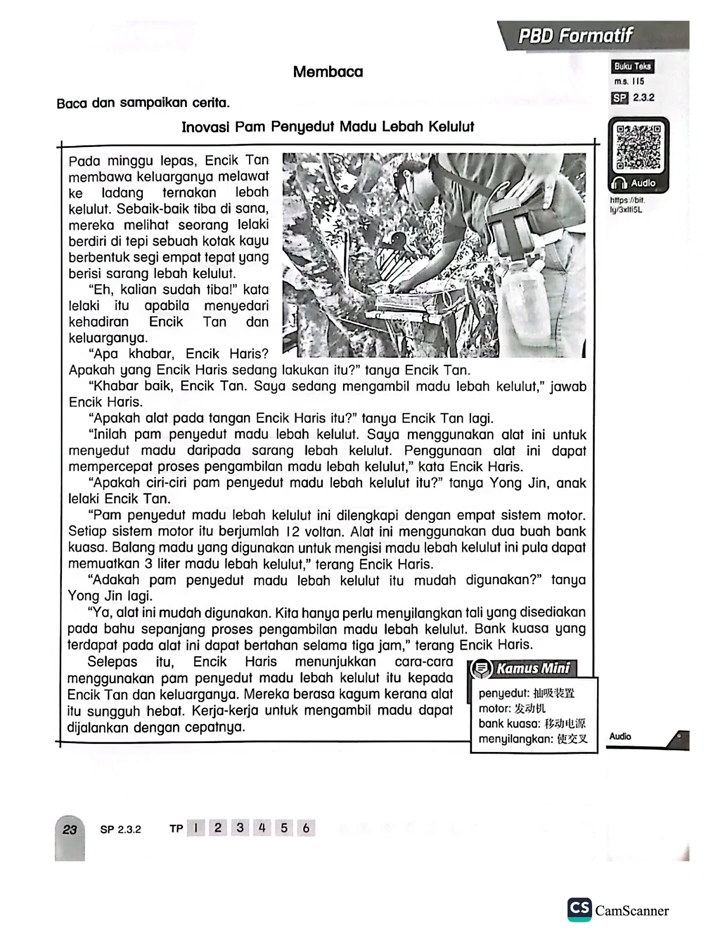 PBD Formatif
Membaca
Buku Teks
m.s. 115
SP 2.3.2
Audio
https://bit.
ly/3xIII5L
Baca dan sampaikan cerita.
Inovasi Pam Penyedut Madu Lebah Kelulut
Pada minggu lepas, Encik Tan
membawa keluarganya melawat
ke ladang ternakan lebah
kelulut. Sebaik-baik tiba di sana,
mereka melihat seorang lelaki
berdiri di tepi sebuah kotak kayu
berbentuk segi empat tepat yang
berisi sarang lebah kelulut.
“Eh, kalian sudah tiba!” kata
lelaki itu apabila menyedari
kehadiran Encik Tan dan
keluarganya.
“Apa khabar, Encik Haris?
Apakah yang Encik Haris sedang lakukan itu?” tanya Encik Tan.
“Khabar baik, Encik Tan. Saya sedang mengambil madu lebah kelulut,” jawab
Encik Haris.
“Apakah alat pada tangan Encik Haris itu?” tanya Encik Tan lagi.
“Inilah pam penyedut madu lebah kelulut. Saya menggunakan alat ini untuk
menyedut madu daripada sarang lebah kelulut. Penggunaan alat ini dapat
mempercepat proses pengambilan madu lebah kelulut,” kata Encik Haris.
“Apakah ciri-ciri pam penyedut madu lebah kelulut itu?” tanya Yong Jin, anak
lelaki Encik Tan.
“Pam penyedut madu lebah kelulut ini dilengkapi dengan empat sistem motor.
Setiap sistem motor itu berjumlah 12 voltan. Alat ini menggunakan dua buah bank
kuasa. Balang madu yang digunakan untuk mengisi madu lebah kelulut ini pula dapat
memuatkan 3 liter madu lebah kelulut,” terang Encik Haris.
“Adakah pam penyedut madu lebah kelulut itu mudah digunakan?” tanya
Yong Jin lagi.
“Ya, alat ini mudah digunakan. Kita hanya perlu menyilangkan tali yang disediakan
pada bahu sepanjang proses pengambilan madu lebah kelulut. Bank kuasa yang
terdapat pada alat ini dapat bertahan selama tiga jam,” terang Encik Haris.
Selepas itu, Encik Haris menunjukkan cara-cara
menggunakan pam penyedut madu lebah kelulut itu kepada
Encik Tan dan keluarganya. Mereka berasa kagum kerana alat
itu sungguh hebat. Kerja-kerja untuk mengambil madu dapat
dijalankan dengan cepatnya.
Kamus Mini
penyedut: 抽吸装置
motor: 发动机
bank kuasa: 移动电源
menyilangkan: 使交叉
Audio
23 SP 2.3.2 TP 1 2 3 4 5 6
CS CamScanner